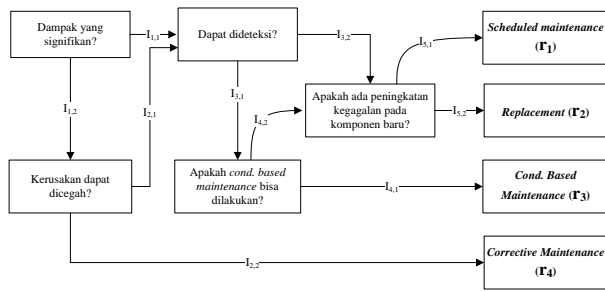 Dampak yang
signifikan?
I1,1
Dapat dideteksi?
I3,2
I5,1
Scheduled maintenance
(r1)
I1,2
I2,1
I3,1
I4,2
Apakah ada peningkatan
kegagalan pada
komponen baru?
I5,2
Replacement (r2)
Kerusakan dapat
dicegah?
Apakah cond. based
maintenance bisa
dilakukan?
I4,1
Cond. Based
Maintenance (r3)
I2,2
Corrective Maintenance
(r4)